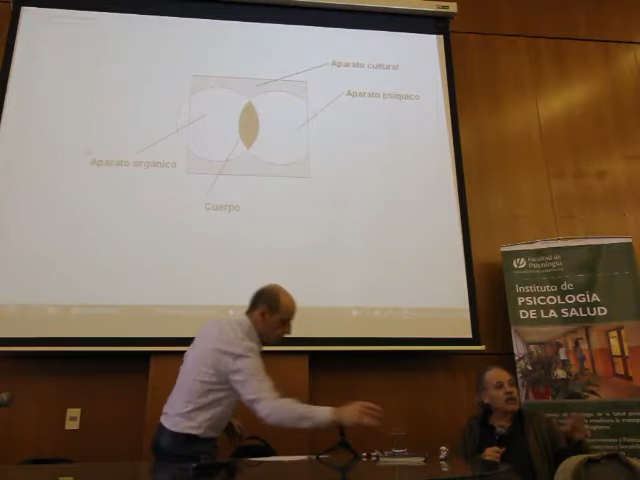 Aparato cultural
Aparato psíquico
Aparato orgánico
Cuerpo
Facultad de
Psicología
Instituto de
PSICOLOGÍA
DE LA SALUD